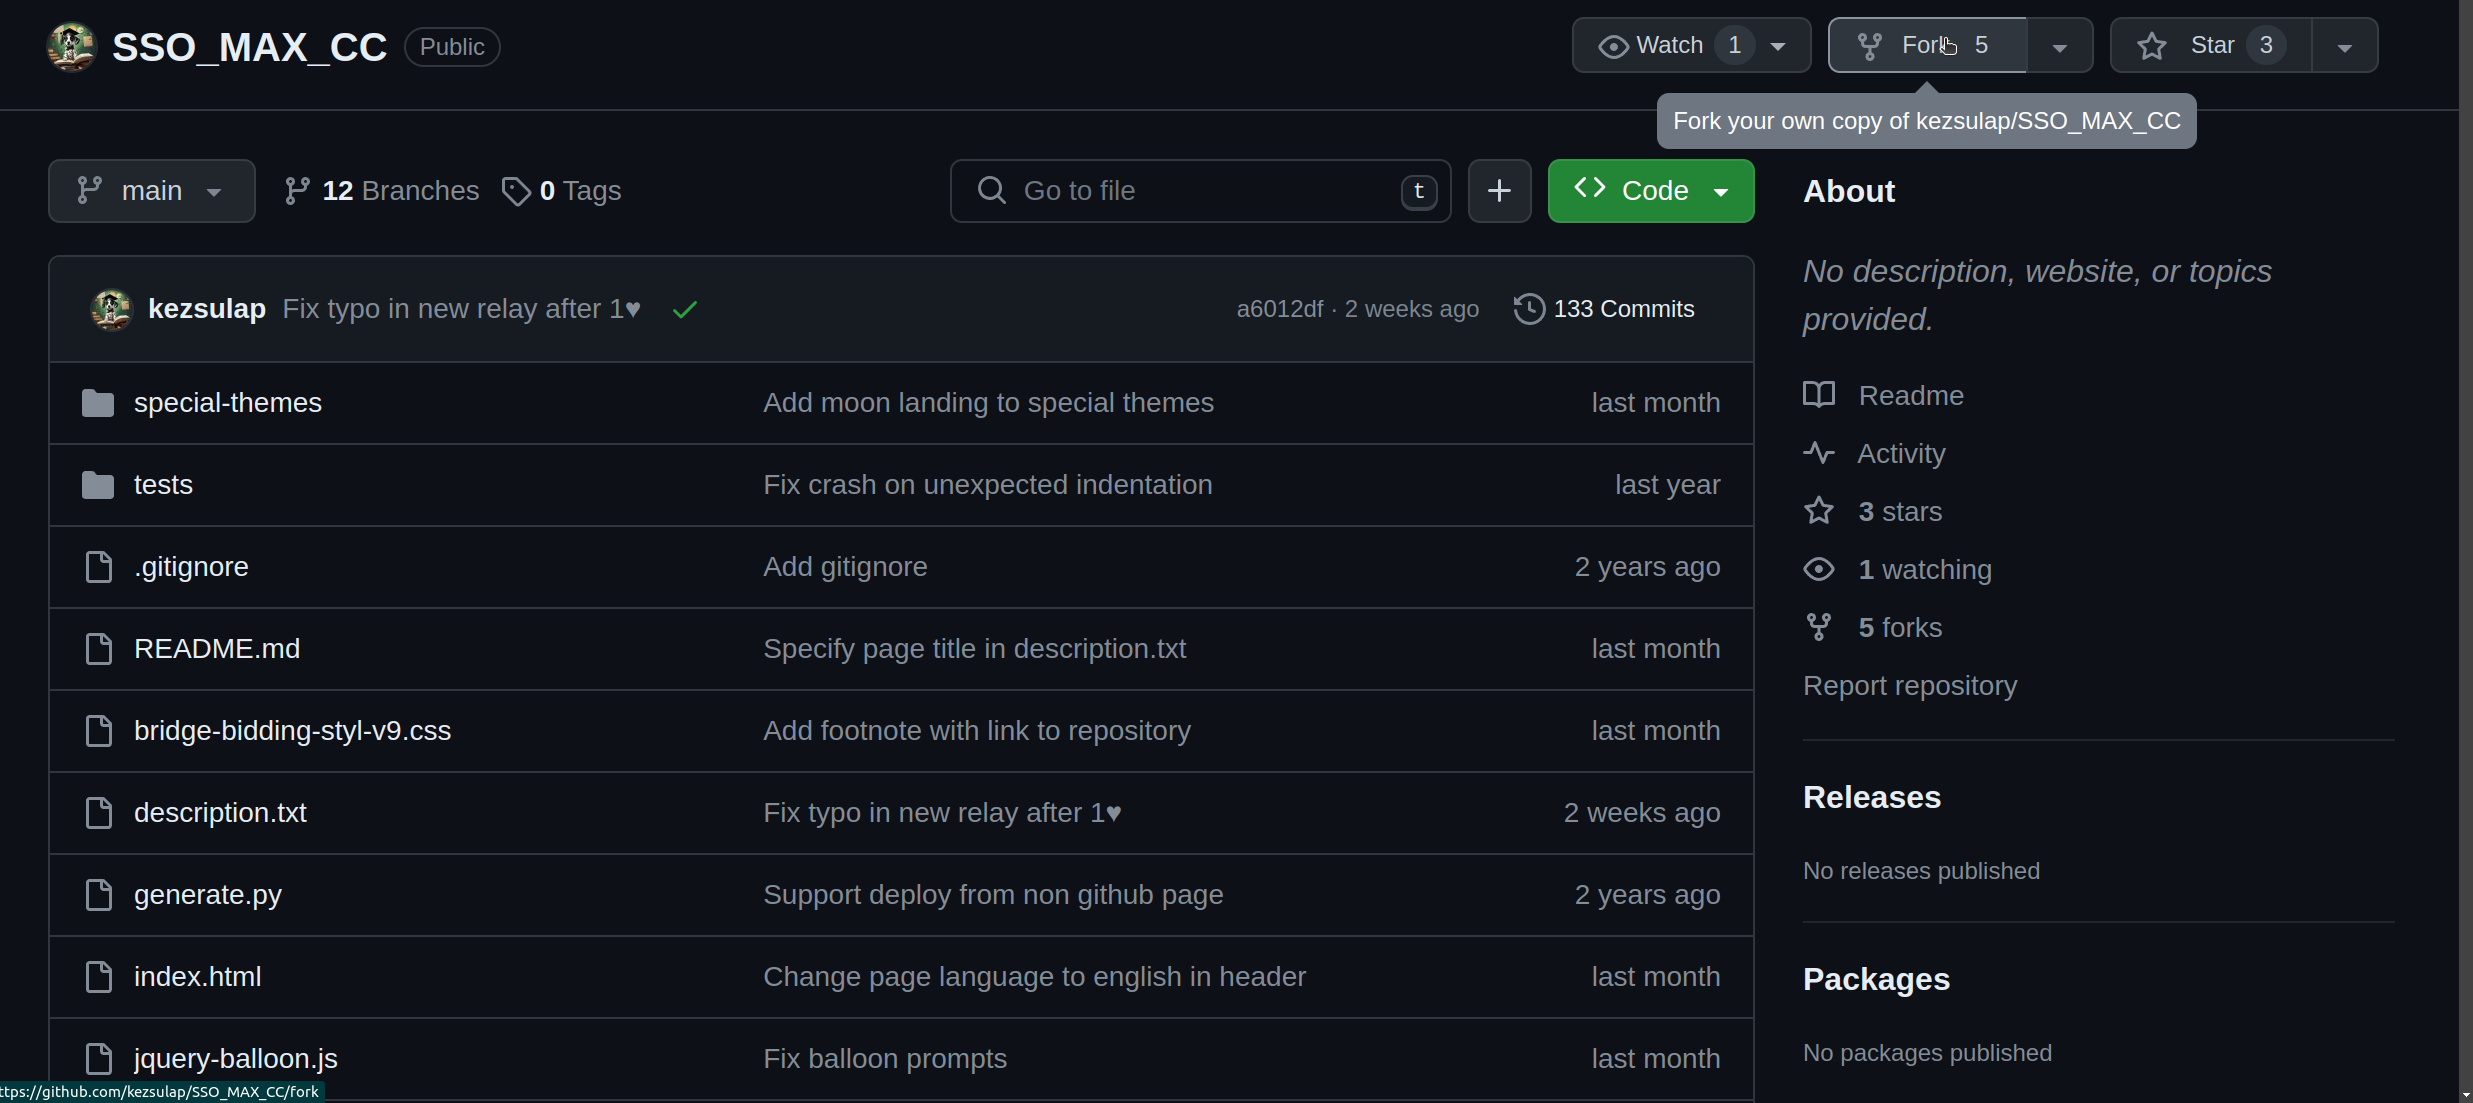 SSO_MAX_CC Public Watch 1 Fork 5 Star 3
Fork your own copy of kezsulap/SSO_MAX_CC
main 12 Branches 0 Tags Go to file t + Code
About
No description, website, or topics
provided.
kezsulap Fix typo in new relay after 1♥ a6012df · 2 weeks ago 133 Commits
special-themes Add moon landing to special themes last month
tests Fix crash on unexpected indentation last year
.gitignore Add gitignore 2 years ago
README.md Specify page title in description.txt last month
bridge-bidding-styl-v9.css Add footnote with link to repository last month
description.txt Fix typo in new relay after 1♥ 2 weeks ago
generate.py Support deploy from non github page 2 years ago
index.html Change page language to english in header last month
jquery-balloon.js Fix balloon prompts last month
Readme
Activity
3 stars
1 watching
5 forks
Report repository
Releases
No releases published
Packages
No packages published
ttps://github.com/kezsulap/SSO_MAX_CC/fork